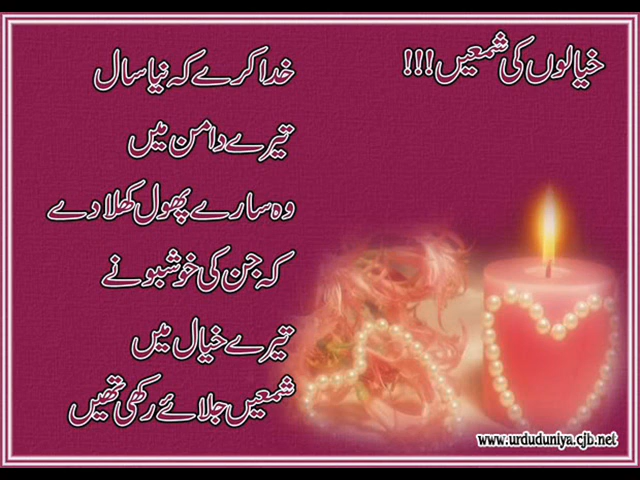 خیالوں کی شمعیں!!!
خدا کرے کہ نیا سال
تیرے دامن میں
وہ سارے پھول کھلا دے
کہ جن کی خوشبو نے
تیرے خیال میں
شمعیں جلائے رکھی تھیں
www.urduduniya.cjb.net